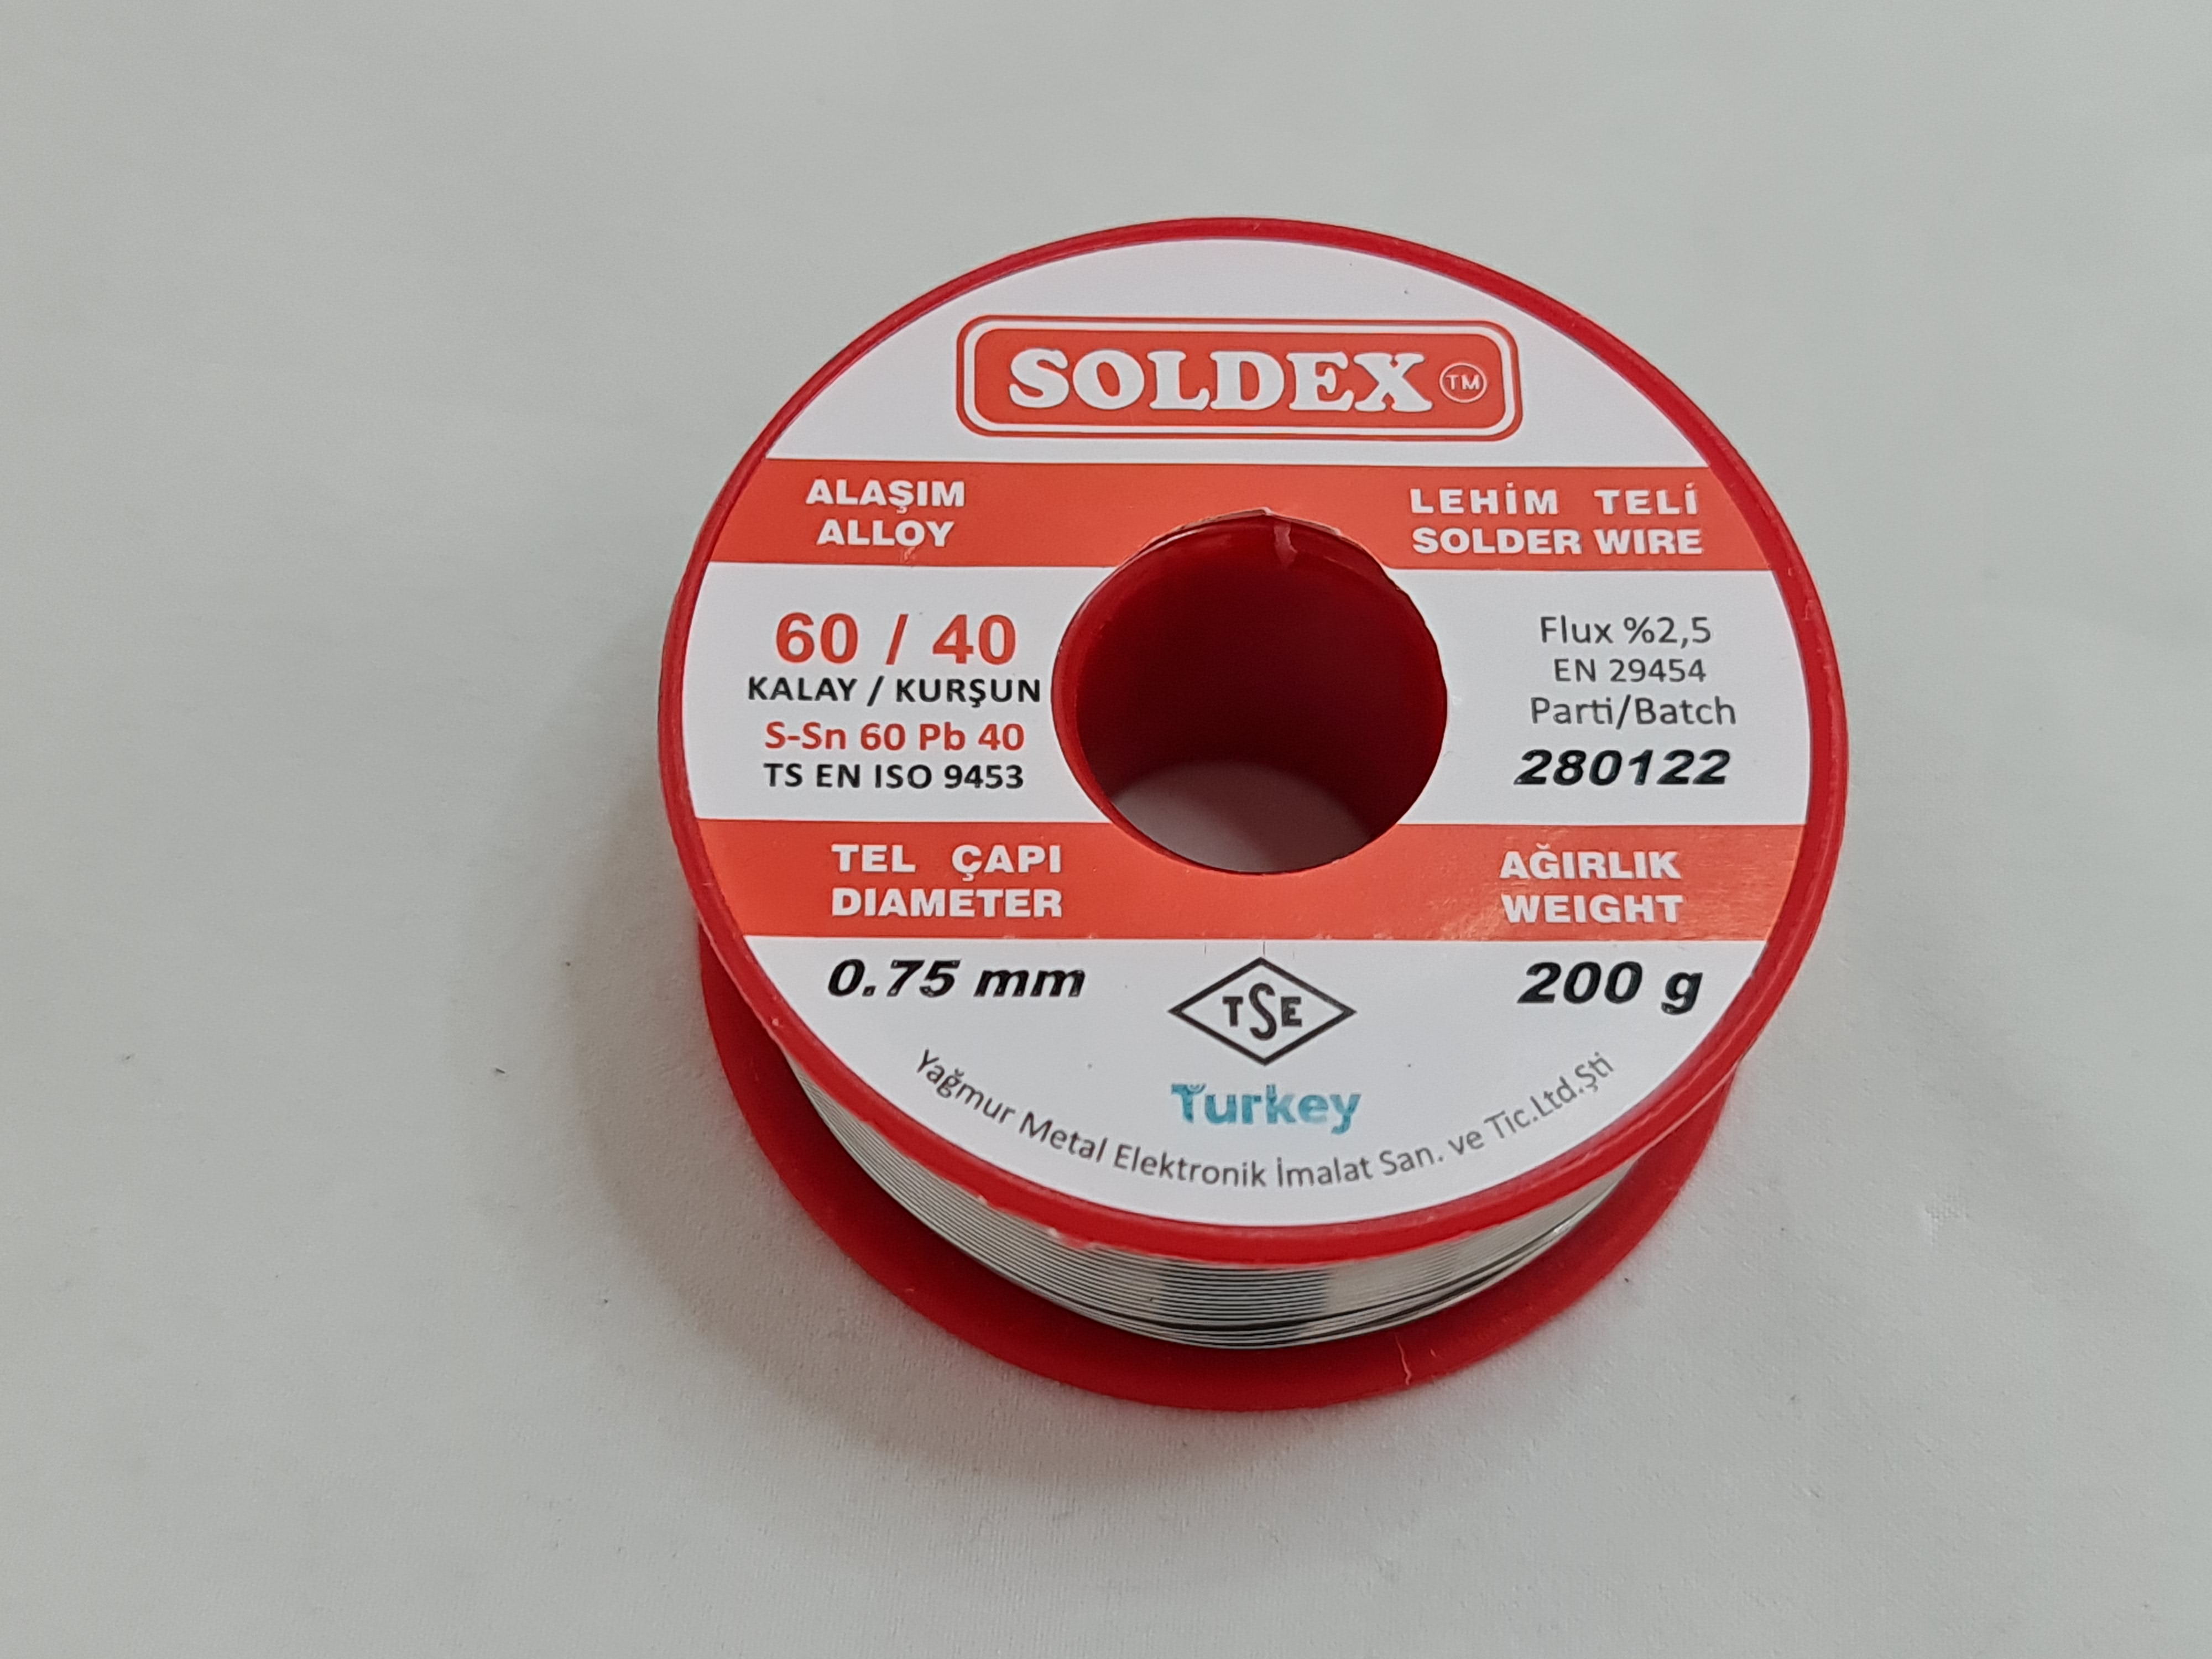 SOLDEX TM
ALAŞIM
ALLOY
LEHİM TELİ
SOLDER WIRE
60 / 40
KALAY / KURŞUN
S-Sn 60 Pb 40
TS EN ISO 9453
Flux %2,5
EN 29454
Parti/Batch
280122
TEL ÇAPI
DIAMETER
AĞIRLIK
WEIGHT
0.75 mm
200 g
TSE
Turkey
Yağmur Metal Elektronik İmalat San. ve Tic.Ltd.Şti